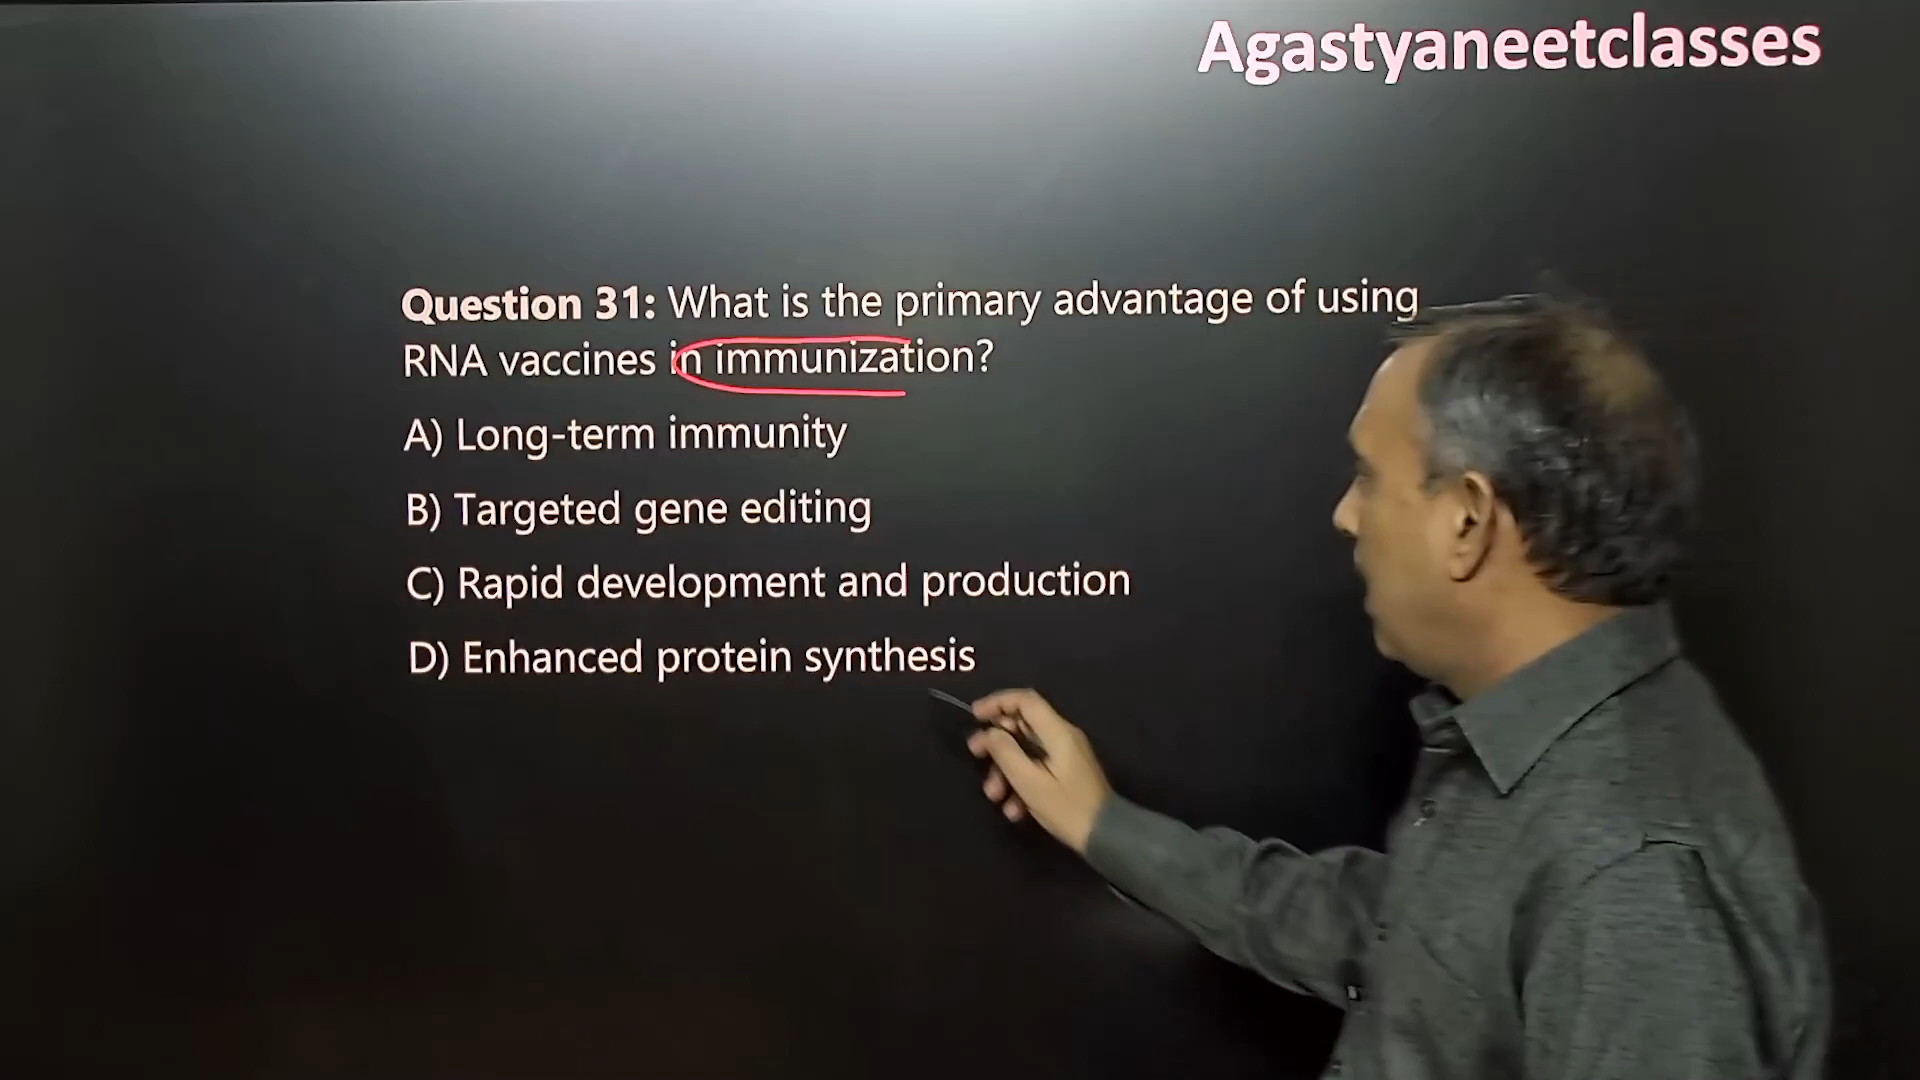 Agastyaneetclasses
Question 31: What is the primary advantage of using
RNA vaccines in immunization?
A) Long-term immunity
B) Targeted gene editing
C) Rapid development and production
D) Enhanced protein synthesis